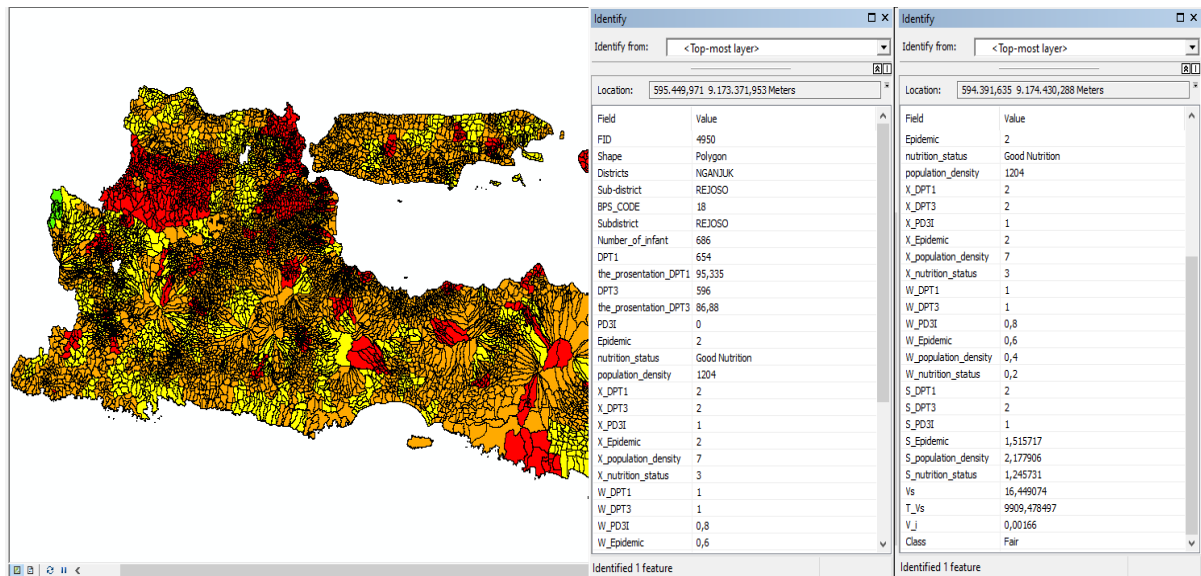 Identify
Identify from: <Top-most layer>
Location: 595.449,971 9.173.371,953 Meters
Field Value
FID 4950
Shape Polygon
Districts NGANJUK
Sub-district REJOSO
BPS_CODE 18
Subdistrict REJOSO
Number_of_infant 686
DPT1 654
the_presentation_DPT1 95,335
DPT3 596
the_prosentation_DPT3 86,88
PD3I 0
Epidemic 2
nutrition_status Good Nutrition
population_density 1204
X_DPT1 2
X_DPT3 2
X_PD3I 1
X_Epidemic 2
X_population_density 7
X_nutrition_status 3
W_DPT1 1
W_DPT3 1
W_PD3I 0,8
W_Epidemic 0,6
Identified 1 feature
Identify
Identify from: <Top-most layer>
Location: 594.391,635 9.174.430,288 Meters
Field Value
Epidemic 2
nutrition_status Good Nutrition
population_density 1204
X_DPT1 2
X_DPT3 2
X_PD3I 1
X_Epidemic 2
X_population_density 7
X_nutrition_status 3
W_DPT1 1
W_DPT3 1
W_PD3I 0,8
W_Epidemic 0,6
W_population_density 0,4
W_nutrition_status 0,2
S_DPT1 2
S_DPT3 2
S_PD3I 1
S_Epidemic 1,515717
S_population_density 2,177906
S_nutrition_status 1,245731
Vs 16,449074
T_Vs 9909,478497
V_i 0,00166
Class Fair
Identified 1 feature